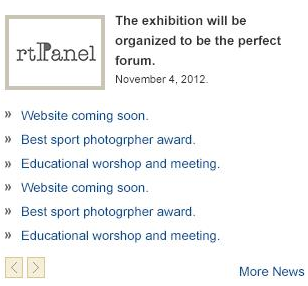 rtPanel
The exhibition will be
organized to be the perfect
forum.
November 4, 2012.
» Website coming soon.
» Best sport photogrpher award.
» Educational worshop and meeting.
» Website coming soon.
» Best sport photogrpher award.
» Educational worshop and meeting.
More News